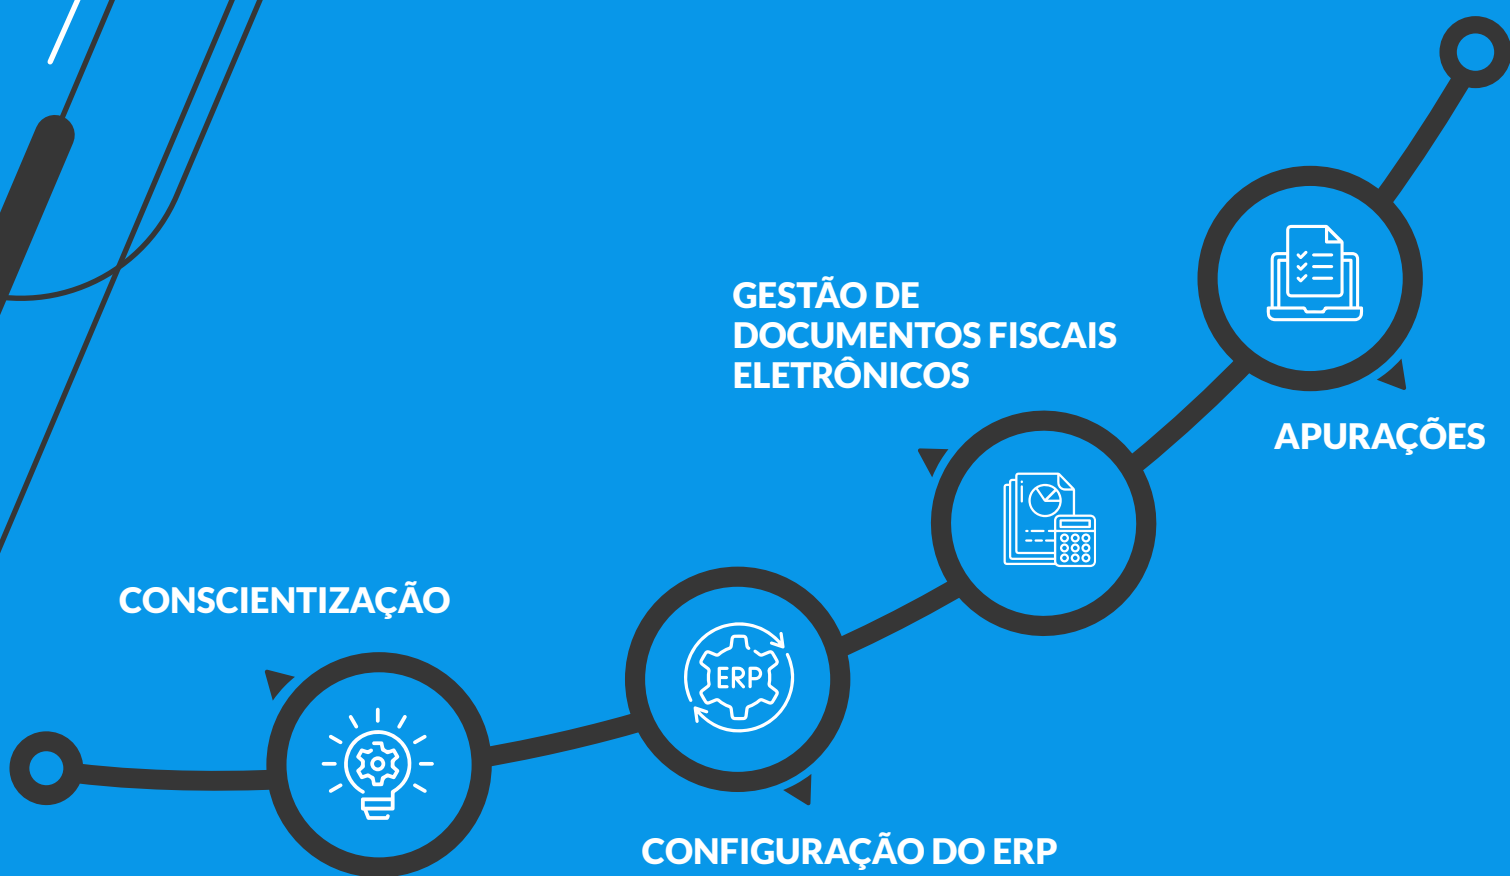 GESTÃO DE
DOCUMENTOS FISCAIS
ELETRÔNICOS
APURAÇÕES
CONSCIENTIZAÇÃO
ERP
CONFIGURAÇÃO DO ERP